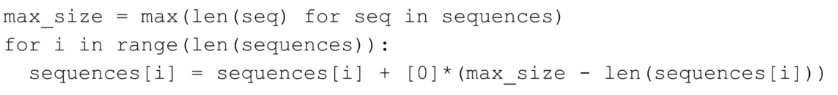 max_size = max(len(seq) for seq in sequences)
for i in range(len(sequences)):
  sequences[i] = sequences[i] + [0]*(max_size - len(sequences[i]))